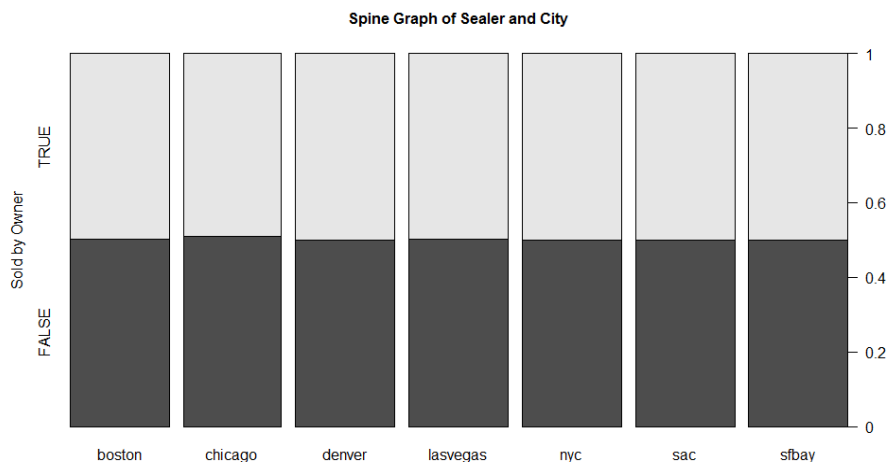 Spine Graph of Sealer and City
Sold by Owner
TRUE
FALSE
1
0.8
0.6
0.4
0.2
0
boston chicago denver lasvegas nyc sac sfbay